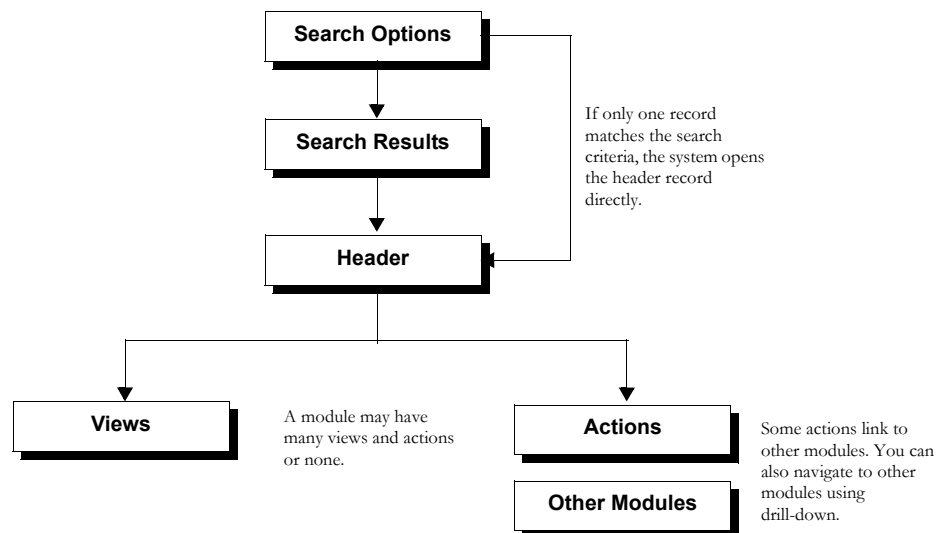 Search Options
If only one record
matches the search
criteria, the system opens
the header record
directly.
Search Results
Header
Views
A module may have
many views and actions
or none.
Actions
Some actions link to
other modules. You can
also navigate to other
modules using
drill-down.
Other Modules